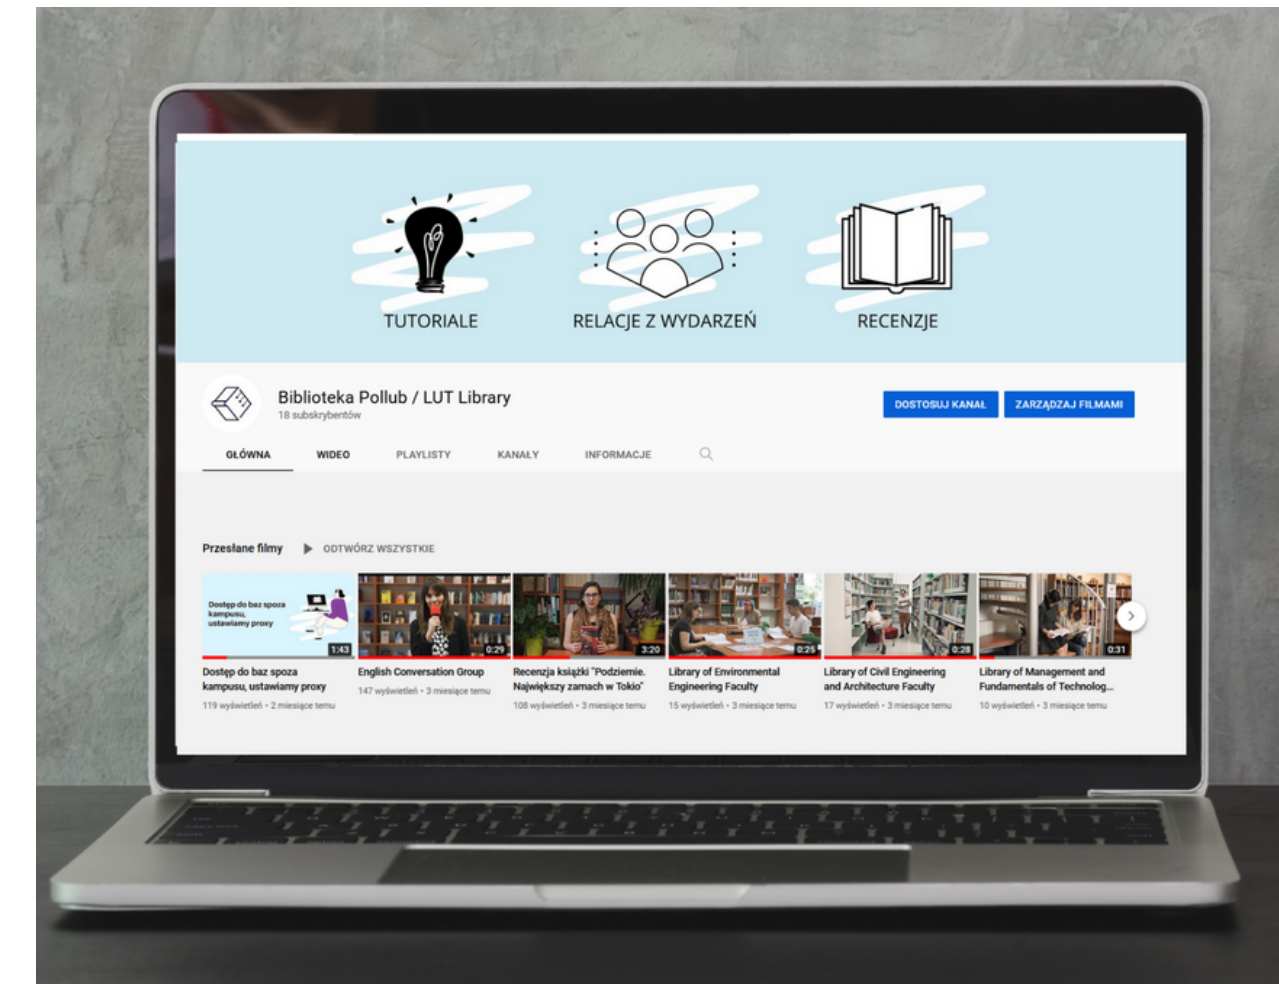 TUTORIALE
RELACJE Z WYDARZEŃ
RECENZJE
Biblioteka Pollub / LUT Library
18 subskrybentów
DOSTOSUJ KANAŁ
ZARZĄDZAJ FILMAMI
GŁÓWNA
WIDEO
PLAYLISTY
KANAŁY
INFORMACJE
Przesłane filmy
ODTWÓRZ WSZYSTKIE
Dostęp do baz spoza
kampusu,
ustawiamy proxy
1:43
Dostęp do baz spoza
kampusu, ustawiamy proxy
119 wyświetleń • 2 miesiące temu
0:29
English Conversation Group
147 wyświetleń • 3 miesiące temu
3:20
Recenzja książki "Podziemie.
Największy zamach w Tokio"
108 wyświetleń • 3 miesiące temu
0:25
Library of Environmental
Engineering Faculty
15 wyświetleń • 3 miesiące temu
0:28
Library of Civil Engineering
and Architecture Faculty
17 wyświetleń • 3 miesiące temu
0:31
Library of Management and
Fundamentals of Technolog...
10 wyświetleń • 3 miesiące temu